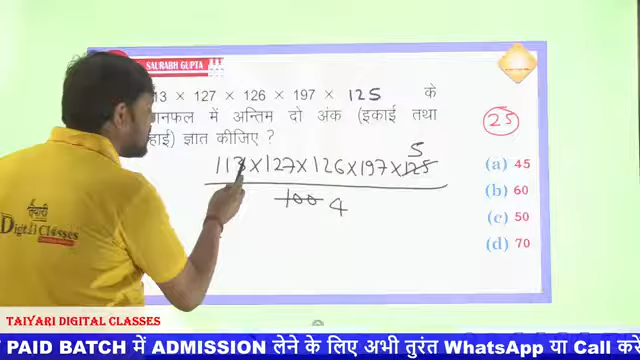 SAURABH GUPTA
13 × 127 × 126 × 197 × 125 के
अन्तिम दो अंक (इकाई तथा
ज्ञात कीजिए ?
25
5
113×127×126×197×125
100 4
(a) 45
(b) 60
(c) 50
(d) 70
तैयारी
Digital Classes
TAIYARI DIGITAL CLASSES
PAID BATCH में ADMISSION लेने के लिए अभी तुरंत WhatsApp या Call करें